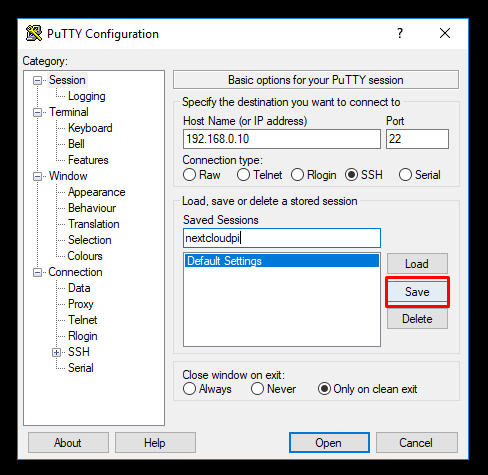 PuTTY Configuration
?
Category:
Session
Logging
Terminal
Keyboard
Bell
Features
Window
Appearance
Behaviour
Translation
Selection
Colours
Connection
Data
Proxy
Telnet
Rlogin
SSH
Serial
Basic options for your PuTTY session
Specify the destination you want to connect to
Host Name (or IP address) Port
192.168.0.10 22
Connection type:
Raw Telnet Rlogin SSH Serial
Load, save or delete a stored session
Saved Sessions
nextcloudpi
Default Settings
Load
Save
Delete
Close window on exit:
Always Never Only on clean exit
About Help Open Cancel